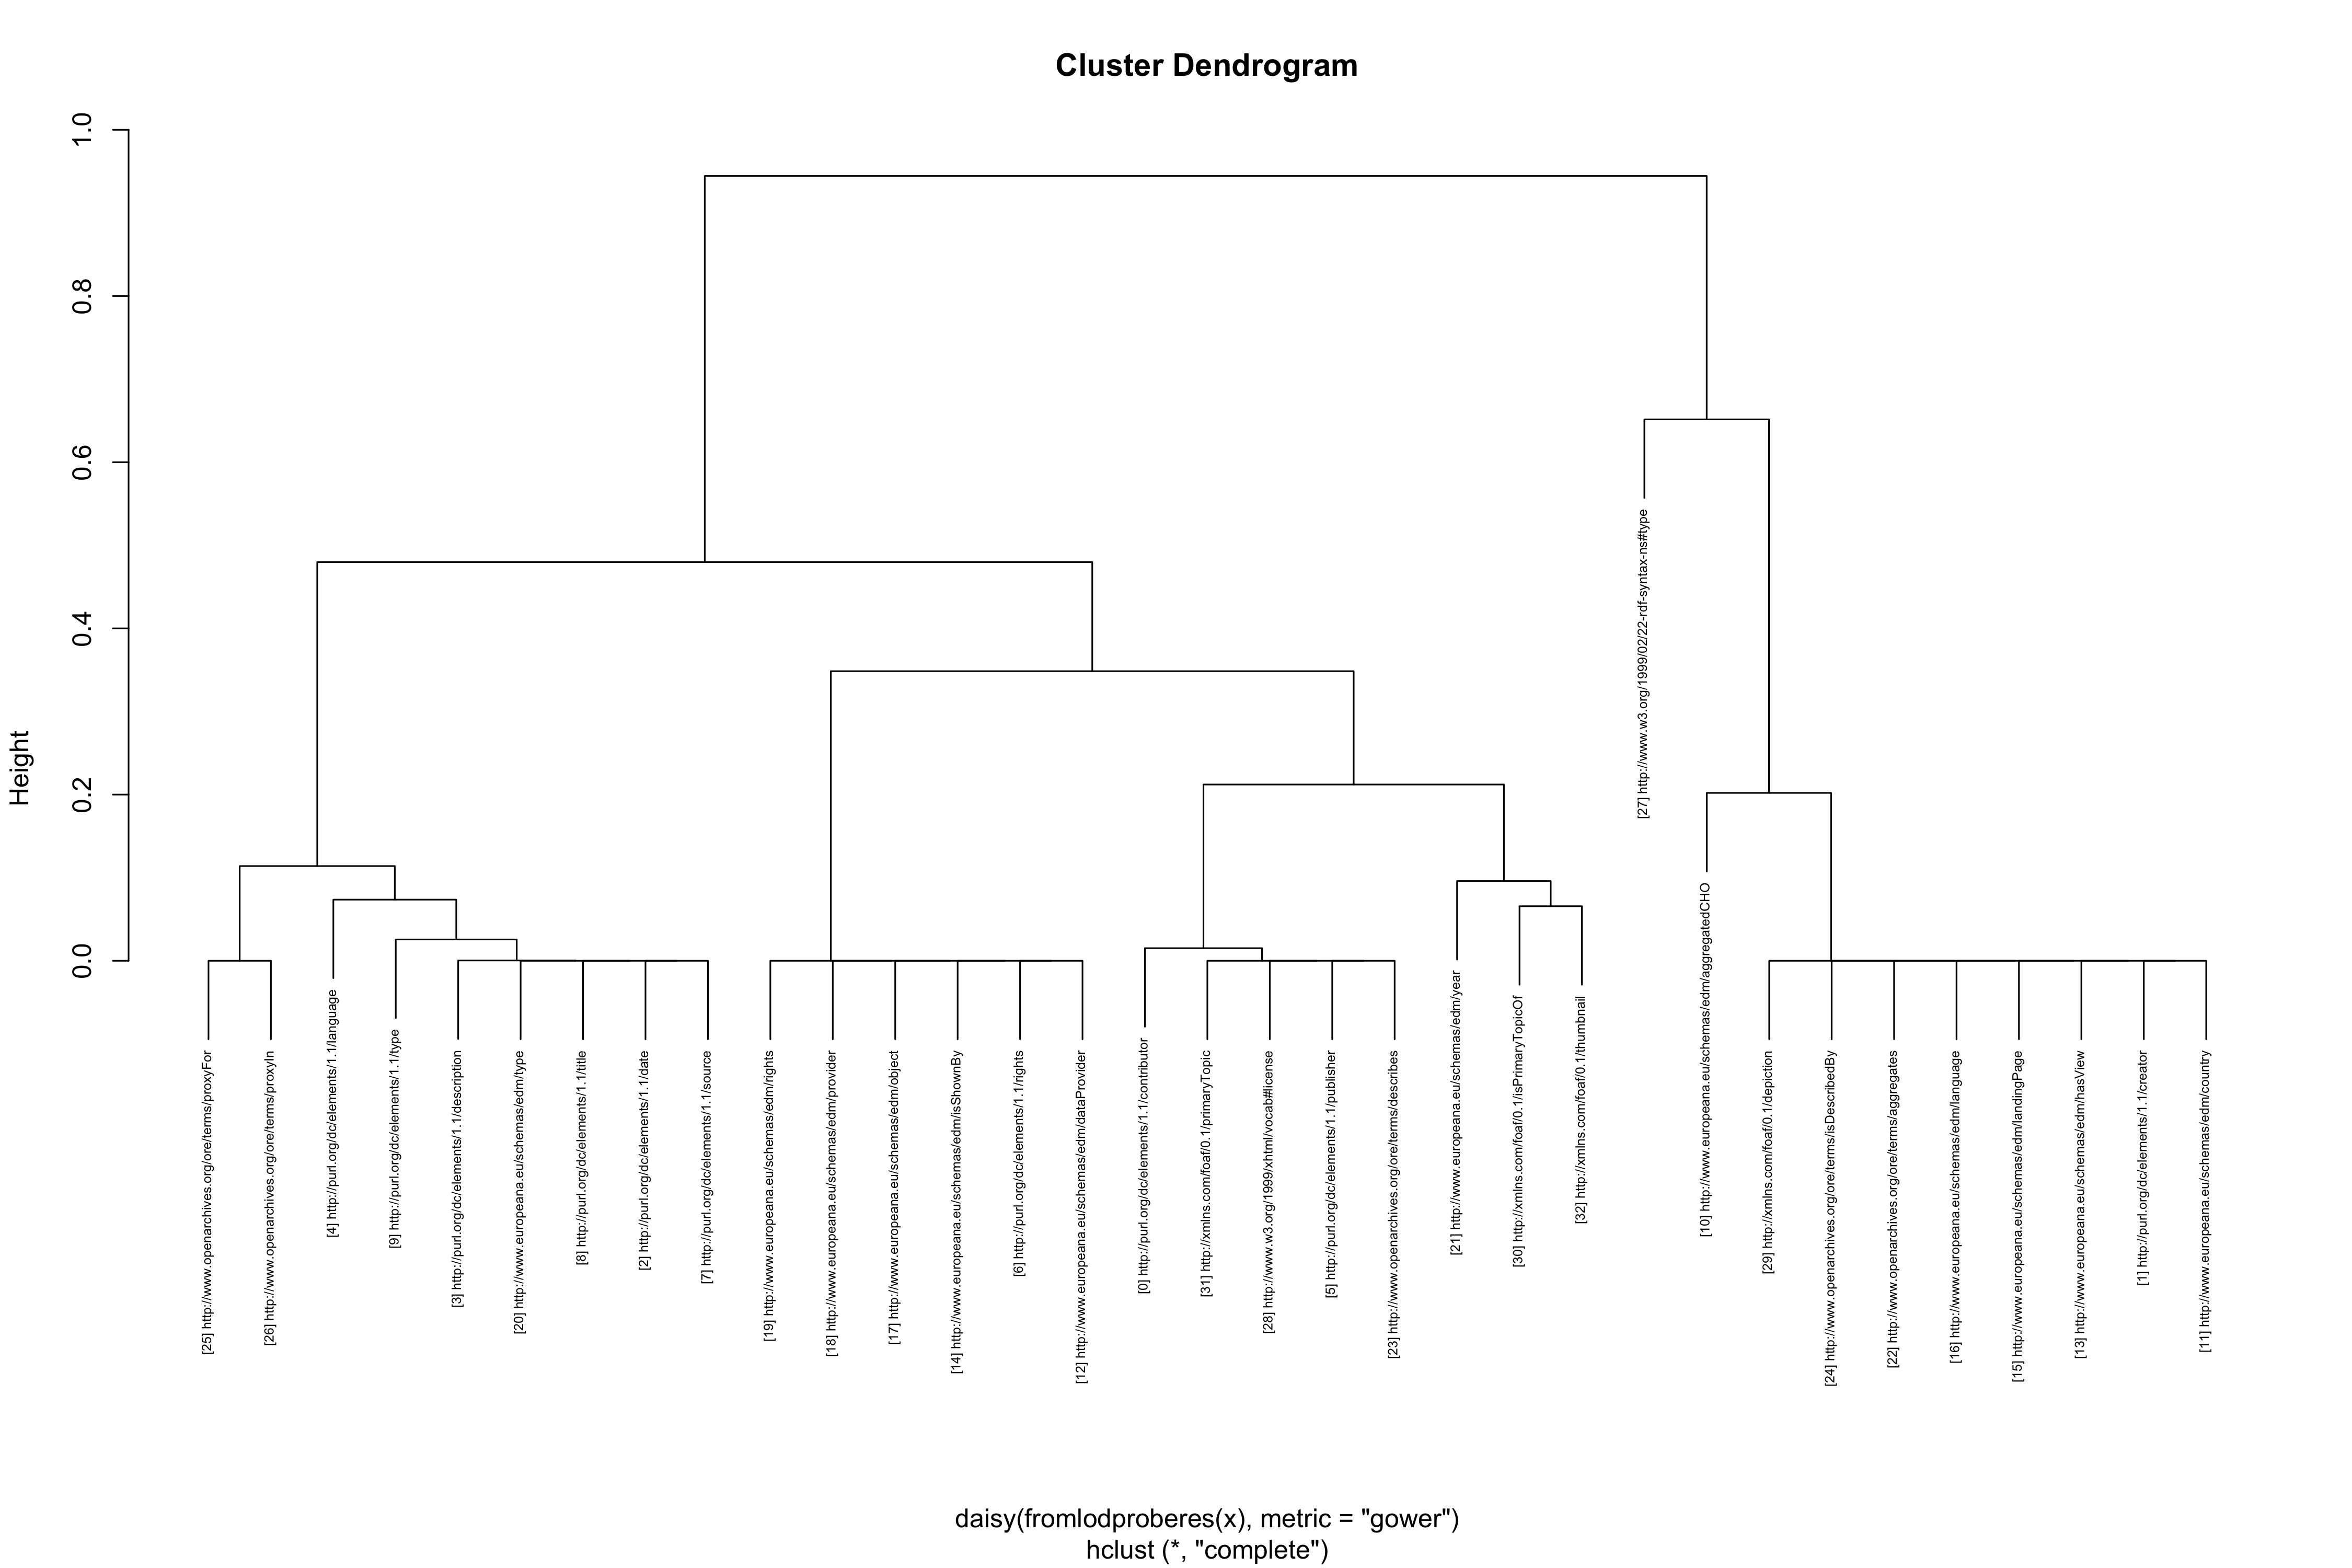 Cluster Dendrogram
Height
1.0
0.8
0.6
0.4
0.2
0.0
[25] http://www.openarchives.org/ore/terms/proxyFor
[26] http://www.openarchives.org/ore/terms/proxyIn
[4] http://purl.org/dc/elements/1.1/language
[9] http://purl.org/dc/elements/1.1/type
[3] http://purl.org/dc/elements/1.1/description
[20] http://www.europeana.eu/schemas/edm/type
[8] http://purl.org/dc/elements/1.1/title
[2] http://purl.org/dc/elements/1.1/date
[7] http://purl.org/dc/elements/1.1/source
[19] http://www.europeana.eu/schemas/edm/rights
[18] http://www.europeana.eu/schemas/edm/provider
[17] http://www.europeana.eu/schemas/edm/object
[14] http://www.europeana.eu/schemas/edm/isShownBy
[6] http://purl.org/dc/elements/1.1/rights
[12] http://www.europeana.eu/schemas/edm/dataProvider
[0] http://purl.org/dc/elements/1.1/contributor
[31] http://xmlns.com/foaf/0.1/primaryTopic
[28] http://www.w3.org/1999/xhtml/vocab#license
[5] http://purl.org/dc/elements/1.1/publisher
[23] http://www.openarchives.org/ore/terms/describes
[21] http://www.europeana.eu/schemas/edm/year
[30] http://xmlns.com/foaf/0.1/isPrimaryTopicOf
[32] http://xmlns.com/foaf/0.1/thumbnail
[27] http://www.w3.org/1999/02/22-rdf-syntax-ns#type
[10] http://www.europeana.eu/schemas/edm/aggregatedCHO
[29] http://xmlns.com/foaf/0.1/depiction
[24] http://www.openarchives.org/ore/terms/isDescribedBy
[22] http://www.openarchives.org/ore/terms/aggregates
[16] http://www.europeana.eu/schemas/edm/language
[15] http://www.europeana.eu/schemas/edm/landingPage
[13] http://www.europeana.eu/schemas/edm/hasView
[1] http://purl.org/dc/elements/1.1/creator
[11] http://www.europeana.eu/schemas/edm/country
daisy(fromlodproberes(x), metric = "gower")
hclust (*, "complete")